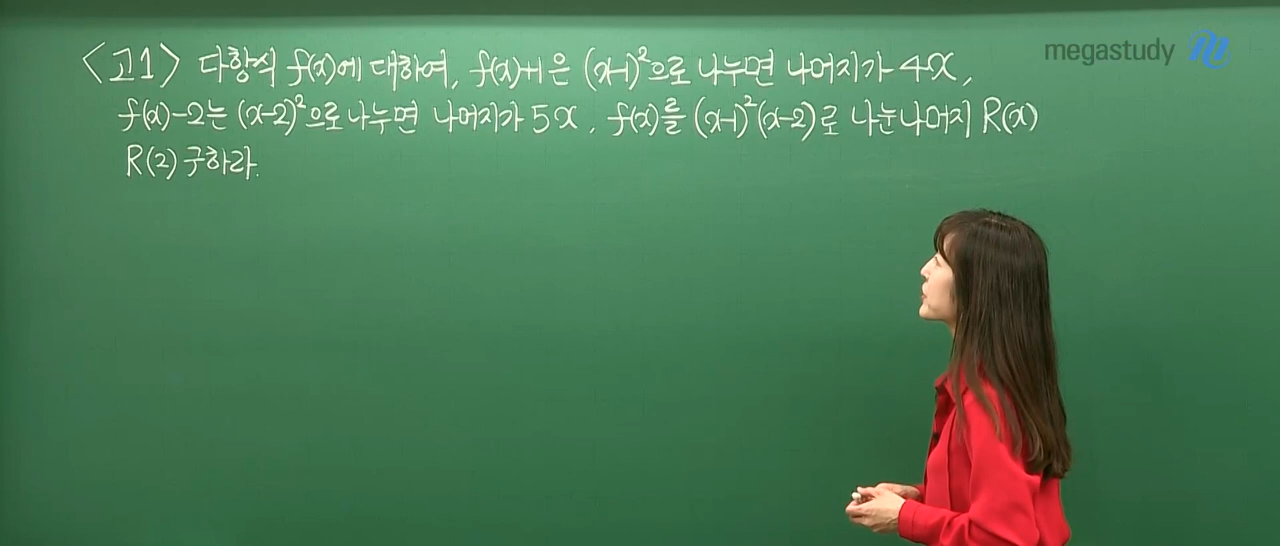 <고1> 다항식 f(x)에 대하여, f(x)+1은 (x-1)²으로 나누면 나머지가 4x,
megastudy
f(x)-2는 (x-2)²으로 나누면 나머지가 5x. f(x)를 (x-1)²(x-2)로 나눈 나머지 R(x)
R(2) 구하라.